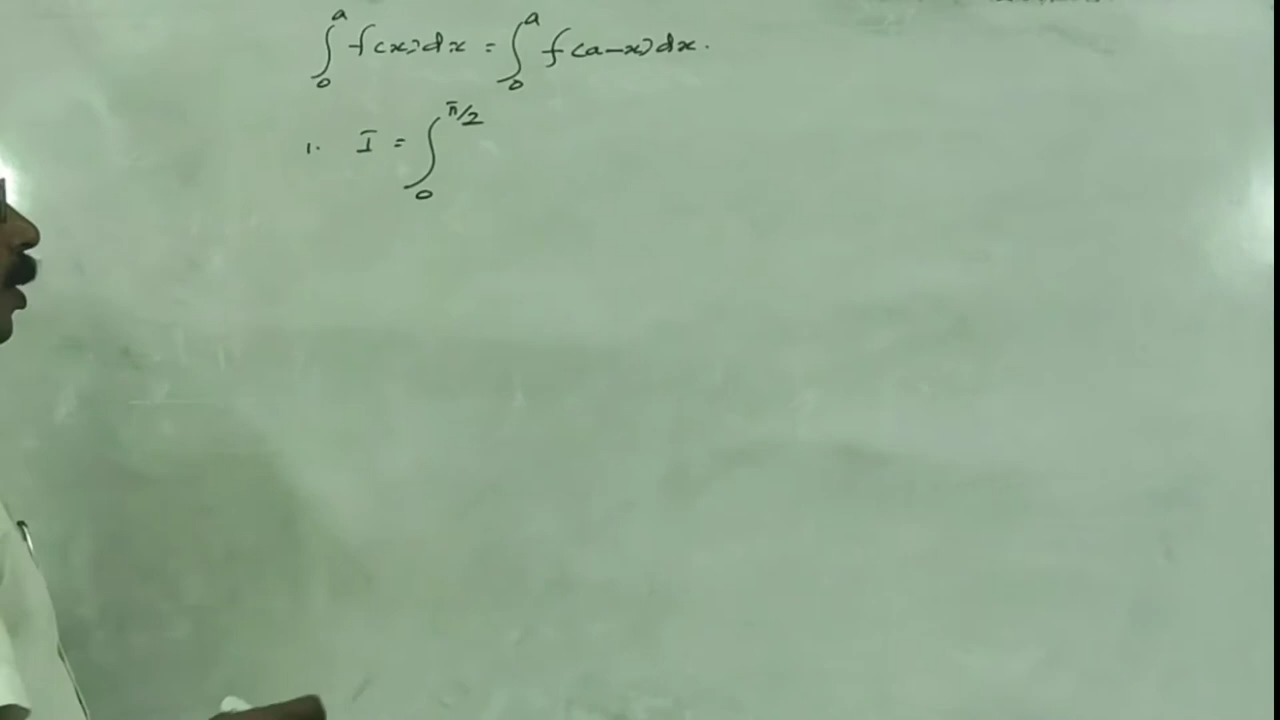 ∫₀ᵃ f(x)dx = ∫₀ᵃ f(a-x)dx.
1. I = ∫₀^π/2